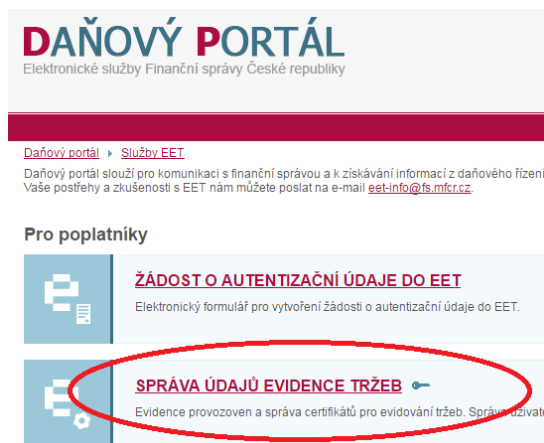 DAŇOVÝ PORTÁL
Elektronické služby Finanční správy České republiky
Daňový portál ▸ Služby EET
Daňový portál slouží pro komunikaci s finanční správou a k získávání informací z daňového řízení
Vaše postřehy a zkušenosti s EET nám můžete poslat na e-mail eet-info@fs.mfcr.cz.
Pro poplatníky
ŽÁDOST O AUTENTIZAČNÍ ÚDAJE DO EET
Elektronický formulář pro vytvoření žádosti o autentizační údaje do EET.
SPRÁVA ÚDAJŮ EVIDENCE TRŽEB
Evidence provozoven a správa certifikátů pro evidování tržeb. Správa uživate